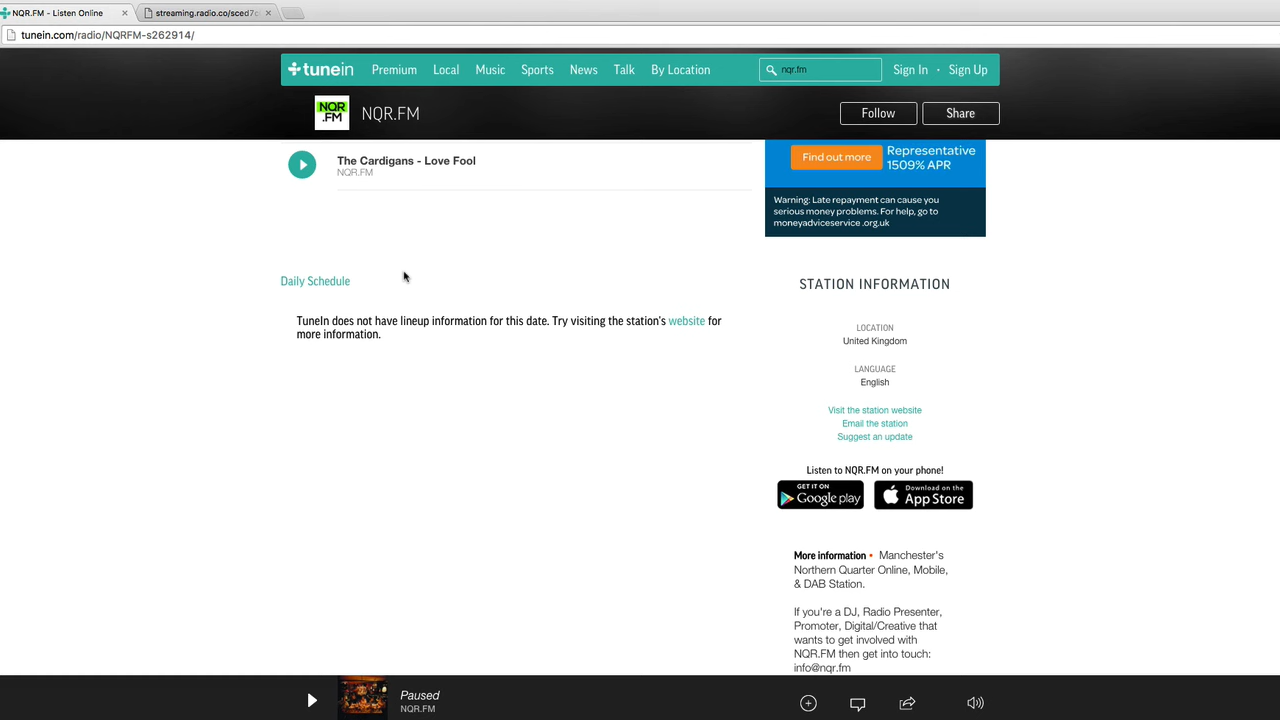 NQR.FM - Listen Online
streaming.radio.co/sced7c
tunein.com/radio/NQRFM-s262914/
tunein Premium Local Music Sports News Talk By Location nqr.fm Sign In · Sign Up
NQR .FM NQR.FM Follow Share
The Cardigans - Love Fool
NQR.FM
Find out more
Representative
1509% APR
Warning: Late repayment can cause you
serious money problems. For help, go to
moneyadviceservice .org.uk
Daily Schedule
TuneIn does not have lineup information for this date. Try visiting the station's website for
more information.
STATION INFORMATION
LOCATION
United Kingdom
LANGUAGE
English
Visit the station website
Email the station
Suggest an update
Listen to NQR.FM on your phone!
GET IT ON
Google play
Download on the
App Store
More information • Manchester's
Northern Quarter Online, Mobile,
& DAB Station.
If you're a DJ, Radio Presenter,
Promoter, Digital/Creative that
wants to get involved with
NQR.FM then get into touch:
info@nqr.fm
Paused
NQR.FM